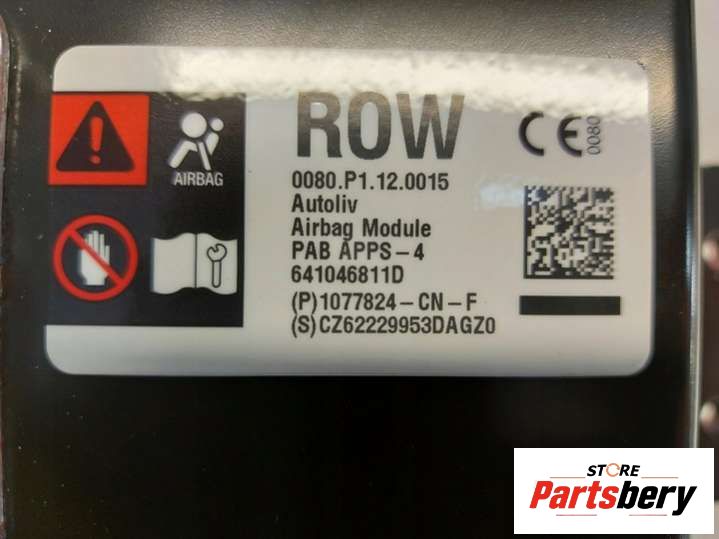 ROW
CE 0080
AIRBAG
0080.P1.12.0015
Autoliv
Airbag Module
PAB APPS-4
641046811D
(P)1077824-CN-F
(S)CZ62229953DAGZ0
STORE
Partsbery